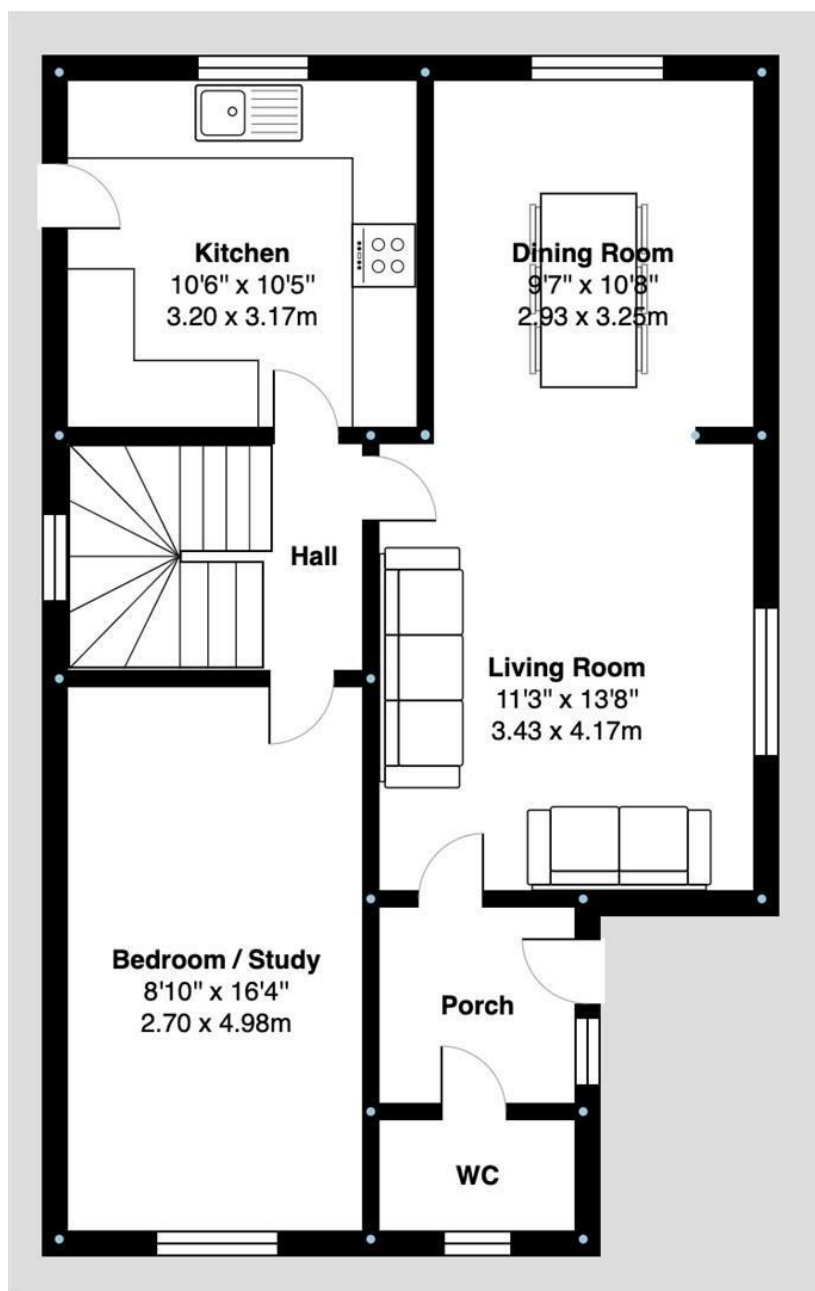 Kitchen
10'6" x 10'5"
3.20 x 3.17m
Dining Room
9'7" x 10'8"
2.93 x 3.25m
Hall
Living Room
11'3" x 13'8"
3.43 x 4.17m
Bedroom / Study
8'10" x 16'4"
2.70 x 4.98m
Porch
WC